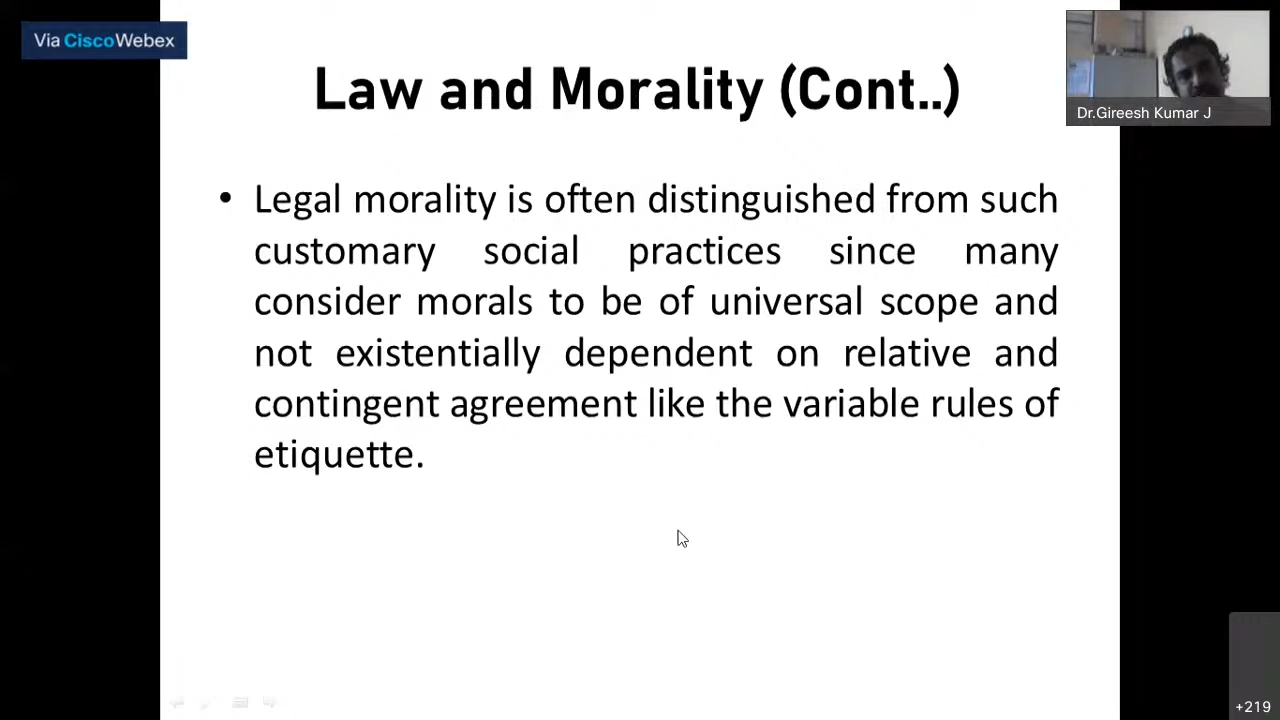 Via CiscoWebex
Law and Morality (Cont..)
Dr.Gireesh Kumar J
• Legal morality is often distinguished from such
customary social practices since many
consider morals to be of universal scope and
not existentially dependent on relative and
contingent agreement like the variable rules of
etiquette.
+219